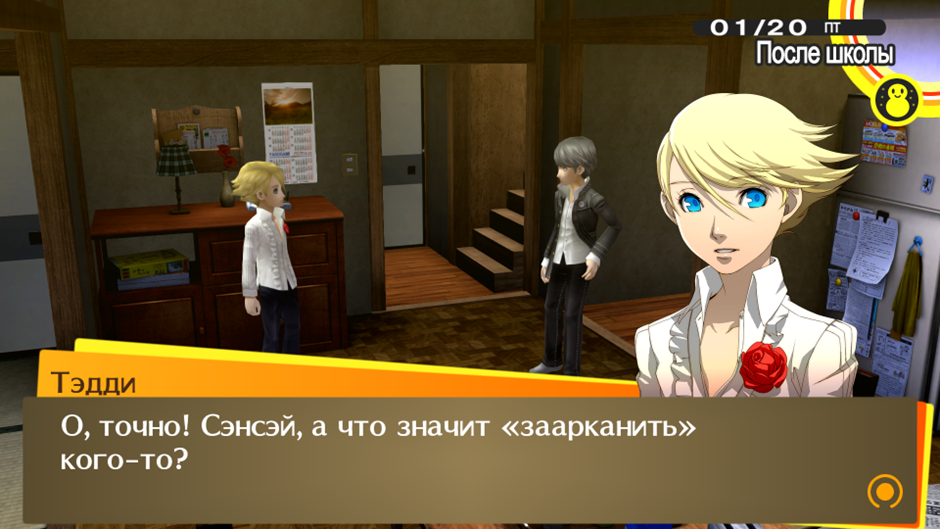 01/20 ПТ
После школы
Тэдди
О, точно! Сэнсэй, а что значит «заарканить»
кого-то?